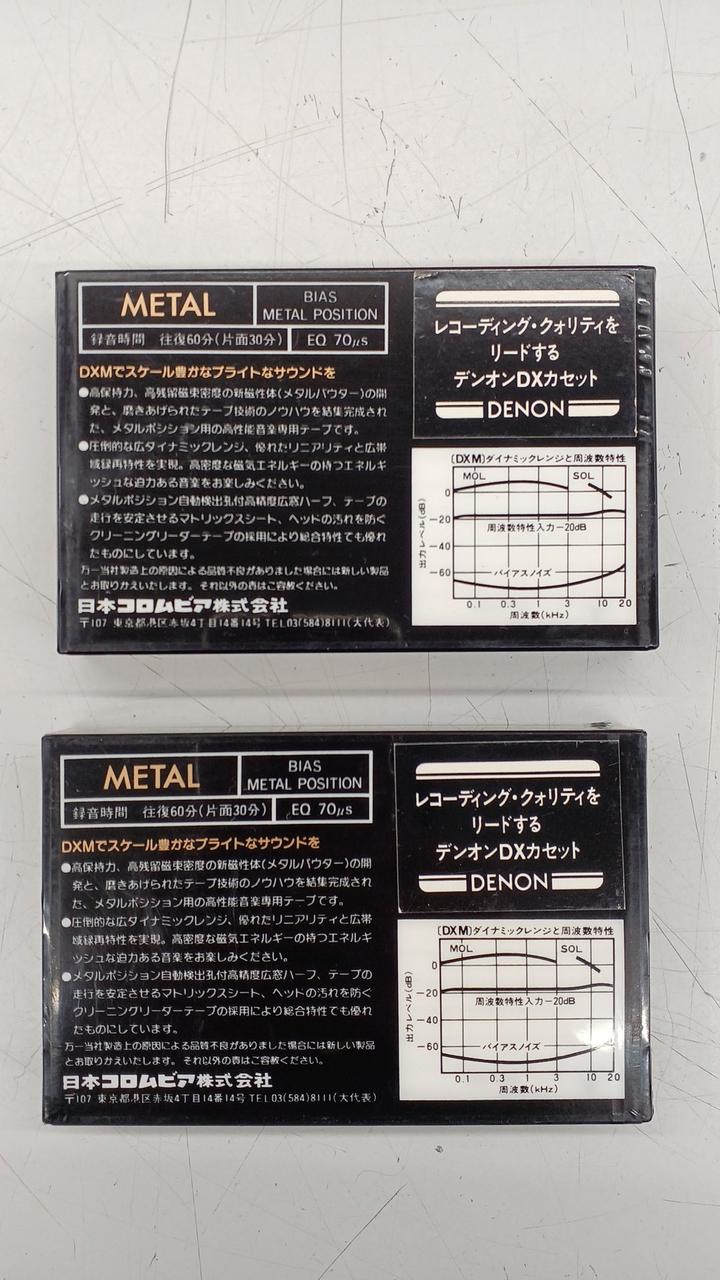 METAL
BIAS
METAL POSITION
録音時間 往復60分(片面30分)
EQ 70μs
DXMでスケール豊かなブライトなサウンドを
●高保持力、高残留磁束密度の新磁性体(メタルパウター)の開
発と、磨きあげられたテープ技術のノウハウを結集完成され
た、メタルポジション用の高性能音楽専用テープです。
●圧倒的な広ダイナミックレンジ、優れたリニアリティと広帯
域録再特性を実現。高密度な磁気エネルギーの持つエネルギ
ッシュな迫力ある音楽をお楽しみください。
●メタルポジション自動検出孔付高精度広窓ハーフ、テープの
走行を安定させるマトリックスシート、ヘッドの汚れを防ぐ
クリーニングリーダーテープの採用により総合特性でも優れ
たものにしています。
万一当社製造上の原因による品質不良がありました場合には新しい製品
とお取りかえいたします。それ以外の責はご容赦ください。
日本コロムビア株式会社
〒107 東京都港区赤坂4丁目14番14号 TEL03(584)8111(大代表)
レコーディング・クォリティを
リードする
デンオンDXカセット
DENON
〔DXM〕ダイナミックレンジと周波数特性
MOL
SOL
出力レベル(dB)
0
-20
-40
-60
周波数特性入力-20dB
バイアスノイズ
0.1 0.3 1 3 10 20
周波数(kHz)
METAL
BIAS
METAL POSITION
録音時間 往復60分(片面30分)
EQ 70μs
DXMでスケール豊かなブライトなサウンドを
●高保持力、高残留磁束密度の新磁性体(メタルパウター)の開
発と、磨きあげられたテープ技術のノウハウを結集完成され
た、メタルポジション用の高性能音楽専用テープです。
●圧倒的な広ダイナミックレンジ、優れたリニアリティと広帯
域録再特性を実現。高密度な磁気エネルギーの持つエネルギ
ッシュな迫力ある音楽をお楽しみください。
●メタルポジション自動検出孔付高精度広窓ハーフ、テープの
走行を安定させるマトリックスシート、ヘッドの汚れを防ぐ
クリーニングリーダーテープの採用により総合特性でも優れ
たものにしています。
万一当社製造上の原因による品質不良がありました場合には新しい製品
とお取りかえいたします。それ以外の責はご容赦ください。
日本コロムビア株式会社
〒107 東京都港区赤坂4丁目14番14号 TEL03(584)8111(大代表)
レコーディング・クォリティを
リードする
デンオンDXカセット
DENON
〔DXM〕ダイナミックレンジと周波数特性
MOL
SOL
出力レベル(dB)
0
-20
-40
-60
周波数特性入力-20dB
バイアスノイズ
0.1 0.3 1 3 10 20
周波数(kHz)